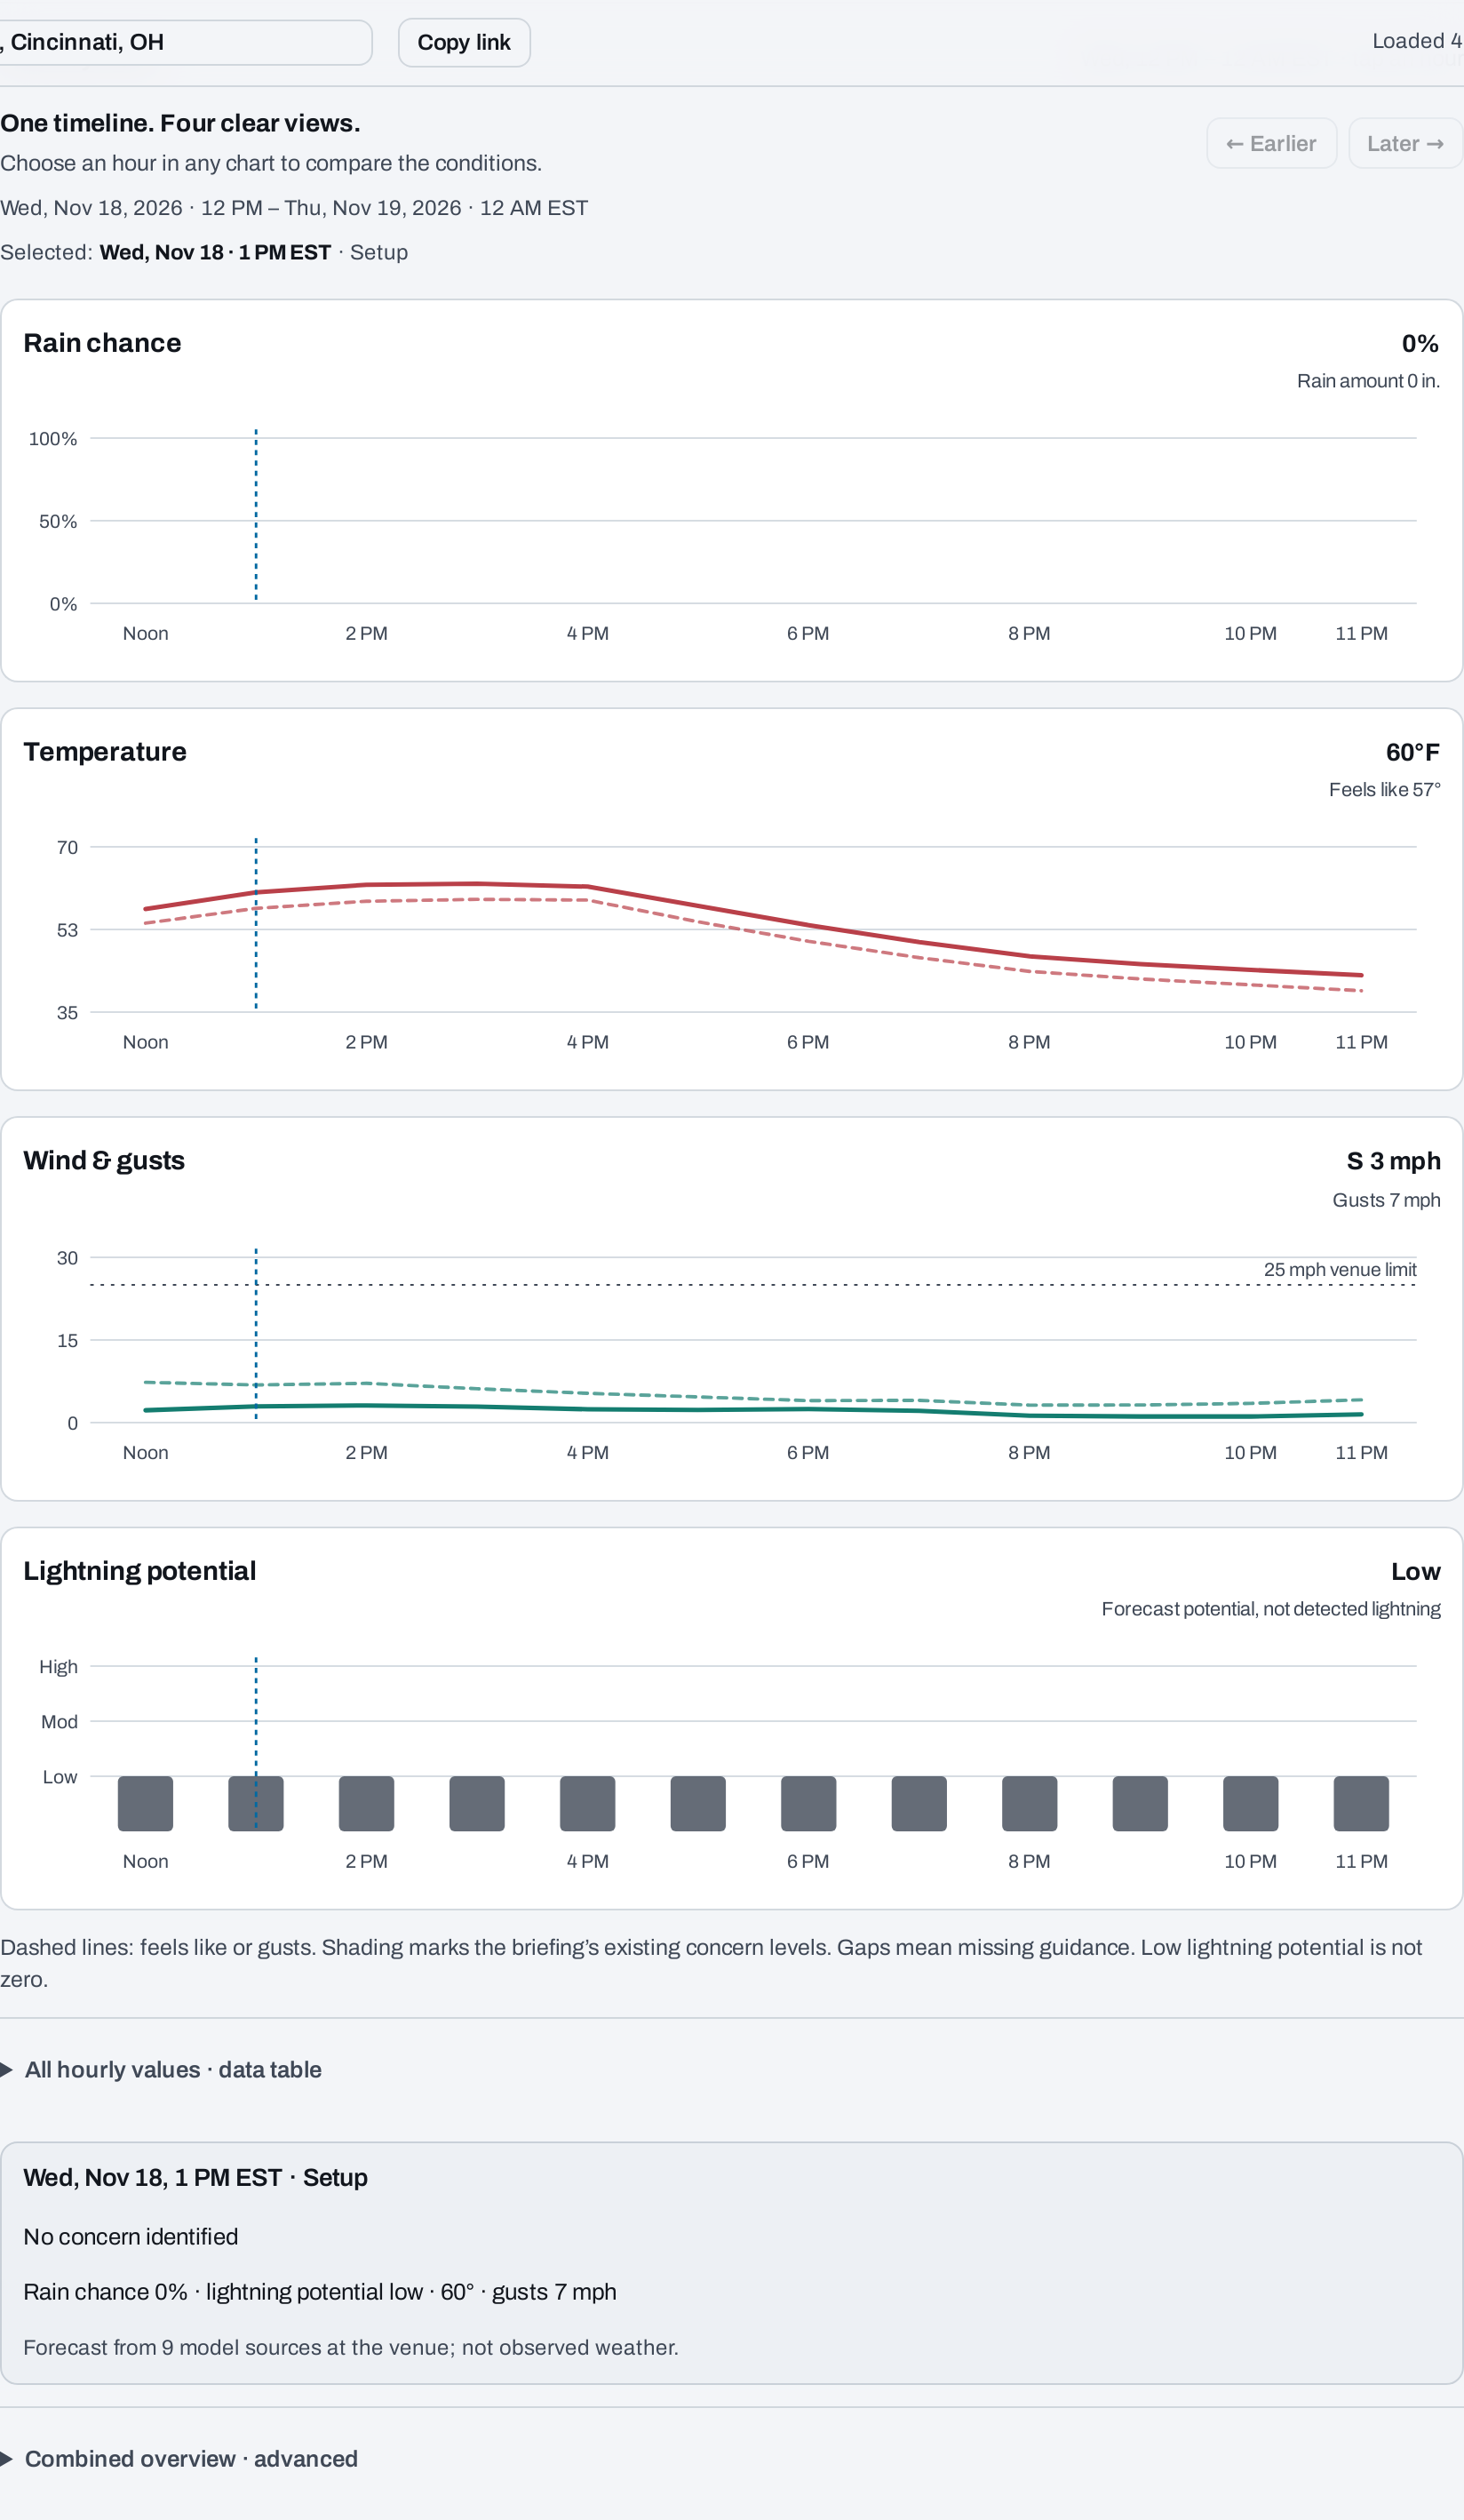 , Cincinnati, OH
Copy link
Loaded 4
One timeline. Four clear views.
Choose an hour in any chart to compare the conditions.
← Earlier
Later →
Wed, Nov 18, 2026 · 12 PM – Thu, Nov 19, 2026 · 12 AM EST
Selected: Wed, Nov 18 · 1 PM EST · Setup
Rain chance
0%
Rain amount 0 in.
100%
50%
0%
Noon 2 PM 4 PM 6 PM 8 PM 10 PM 11 PM
Temperature
60°F
Feels like 57°
70
53
35
Noon 2 PM 4 PM 6 PM 8 PM 10 PM 11 PM
Wind & gusts
S 3 mph
Gusts 7 mph
30
25 mph venue limit
15
0
Noon 2 PM 4 PM 6 PM 8 PM 10 PM 11 PM
Lightning potential
Low
Forecast potential, not detected lightning
High
Mod
Low
Noon 2 PM 4 PM 6 PM 8 PM 10 PM 11 PM
Dashed lines: feels like or gusts. Shading marks the briefing’s existing concern levels. Gaps mean missing guidance. Low lightning potential is not
zero.
▶ All hourly values · data table
Wed, Nov 18, 1 PM EST · Setup
No concern identified
Rain chance 0% · lightning potential low · 60° · gusts 7 mph
Forecast from 9 model sources at the venue; not observed weather.
▶ Combined overview · advanced